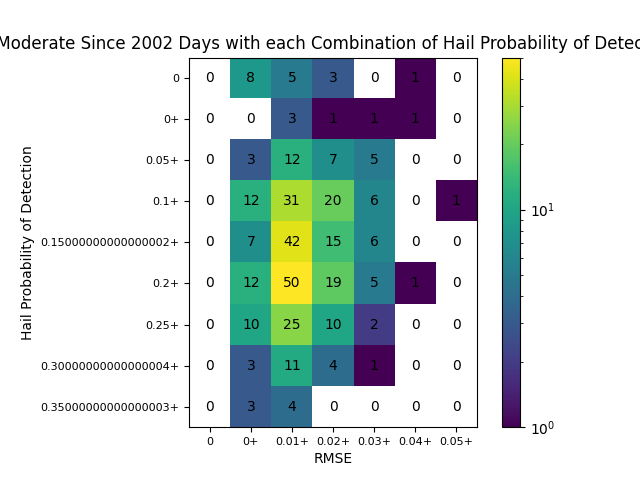 Moderate Since 2002 Days with each Combination of Hail Probability of
Hail Probability of Detection
0 0 8 5 3 0 1 0
0+ 0 0 3 1 1 1 0
0.05+ 0 3 12 7 5 0 0
0.1+ 0 12 31 20 6 0 1
0.15000000000000002+ 0 7 42 15 6 0 0
0.2+ 0 12 50 19 5 1 0
0.25+ 0 10 25 10 2 0 0
0.30000000000000004+ 0 3 11 4 1 0 0
0.35000000000000003+ 0 3 4 0 0 0 0
0 0+ 0.01+ 0.02+ 0.03+ 0.04+ 0.05+
RMSE
10¹
10⁰